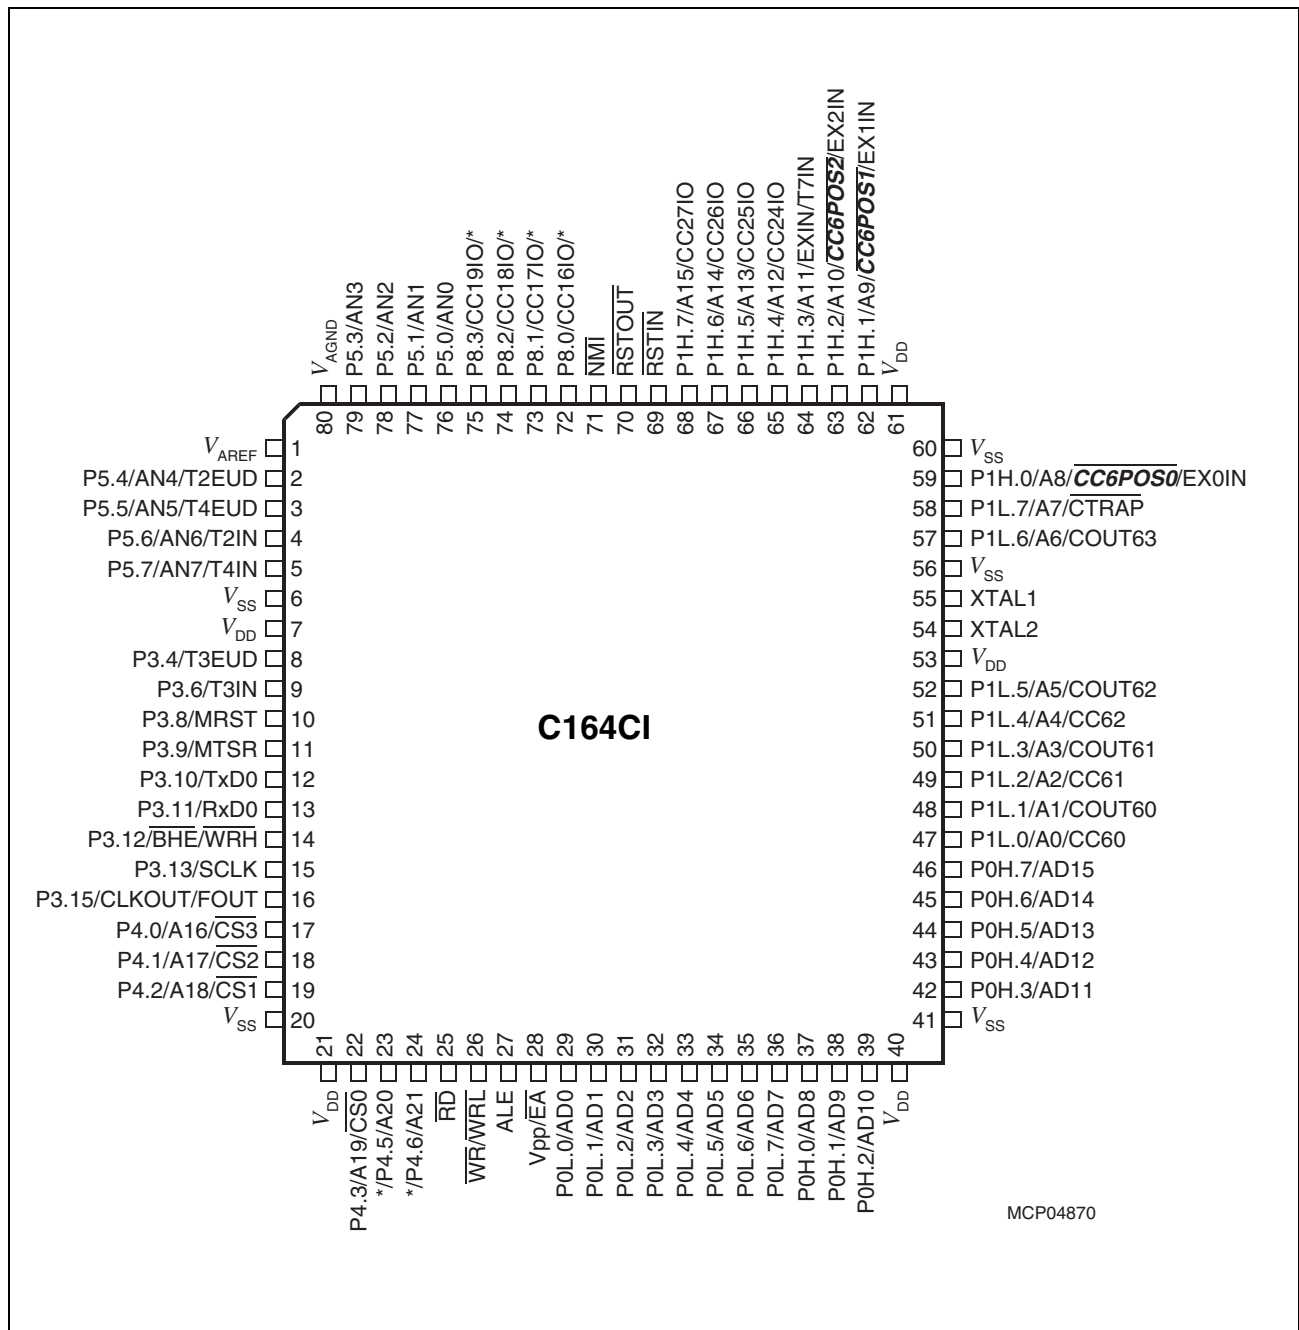 V AGND
P5.3/AN3
P5.2/AN2
P5.1/AN1
P5.0/AN0
P8.3/CC19IO/*
P8.2/CC18IO/*
P8.1/CC17IO/*
P8.0/CC16IO/*
NMI
RSTOUT
RSTIN
P1H.7/A15/CC27IO
P1H.6/A14/CC26IO
P1H.5/A13/CC25IO
P1H.4/A12/CC24IO
P1H.3/A11/EXIN/T7IN
P1H.2/A10/CC6POS2/EX2IN
P1H.1/A9/CC6POS1/EX1IN
V DD
80
79
78
77
76
75
74
73
72
71
70
69
68
67
66
65
64
63
62
61
V AREF 1
P5.4/AN4/T2EUD 2
P5.5/AN5/T4EUD 3
P5.6/AN6/T2IN 4
P5.7/AN7/T4IN 5
V SS 6
V DD 7
P3.4/T3EUD 8
P3.6/T3IN 9
P3.8/MRST 10
P3.9/MTSR 11
P3.10/TxD0 12
P3.11/RxD0 13
P3.12/BHE/WRH 14
P3.13/SCLK 15
P3.15/CLKOUT/FOUT 16
P4.0/A16/CS3 17
P4.1/A17/CS2 18
P4.2/A18/CS1 19
V SS 20
C164CI
60 V SS
59 P1H.0/A8/CC6POS0/EX0IN
58 P1L.7/A7/CTRAP
57 P1L.6/A6/COUT63
56 V SS
55 XTAL1
54 XTAL2
53 V DD
52 P1L.5/A5/COUT62
51 P1L.4/A4/CC62
50 P1L.3/A3/COUT61
49 P1L.2/A2/CC61
48 P1L.1/A1/COUT60
47 P1L.0/A0/CC60
46 P0H.7/AD15
45 P0H.6/AD14
44 P0H.5/AD13
43 P0H.4/AD12
42 P0H.3/AD11
41 V SS
21
22
23
24
25
26
27
28
29
30
31
32
33
34
35
36
37
38
39
40
V DD
P4.3/A19/CS0
*/P4.5/A20
*/P4.6/A21
RD
WR/WRL
ALE
Vpp/EA
P0L.0/AD0
P0L.1/AD1
P0L.2/AD2
P0L.3/AD3
P0L.4/AD4
P0L.5/AD5
P0L.6/AD6
P0L.7/AD7
P0H.0/AD8
P0H.1/AD9
P0H.2/AD10
V DD
MCP04870